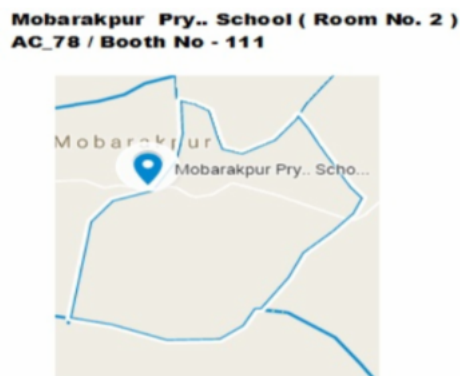 Mobarakpur Pry.. School ( Room No. 2 )
AC_78 / Booth No - 111
Mobarakpur
Mobarakpur Pry.. Scho...